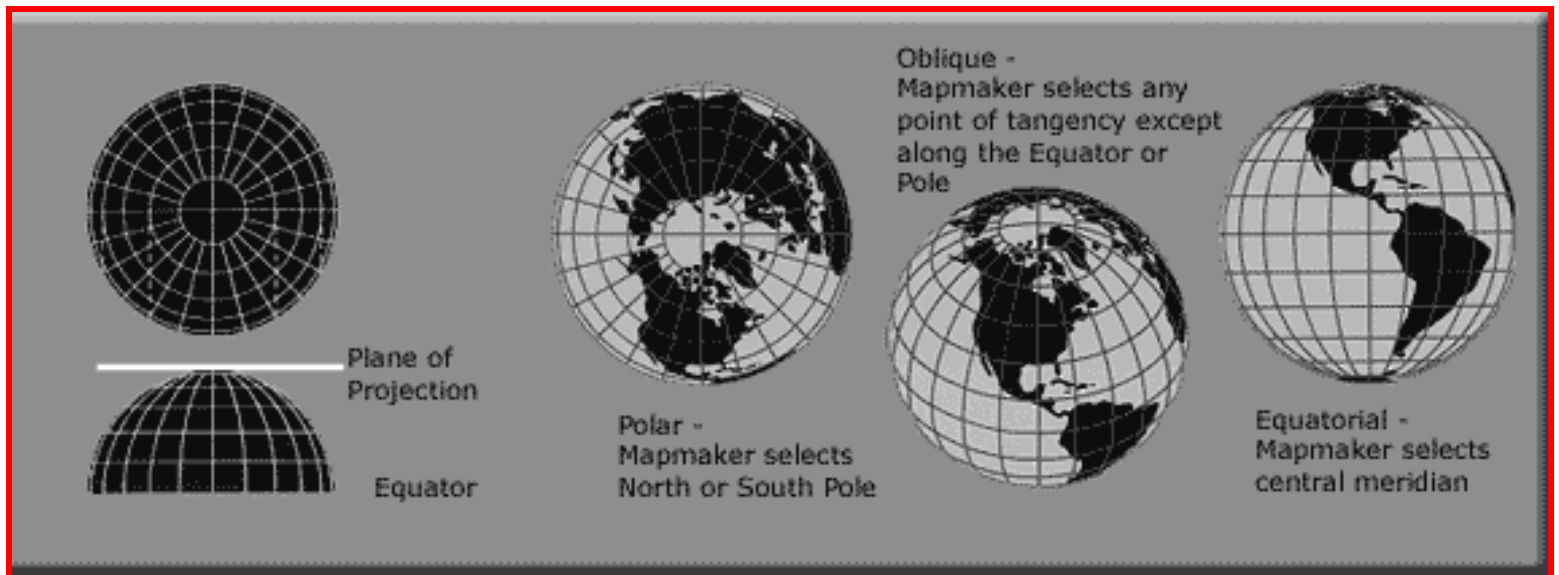 Plane of
Projection
Equator
Polar -
Mapmaker selects
North or South Pole
Oblique -
Mapmaker selects any
point of tangency except
along the Equator or
Pole
Equatorial -
Mapmaker selects
central meridian